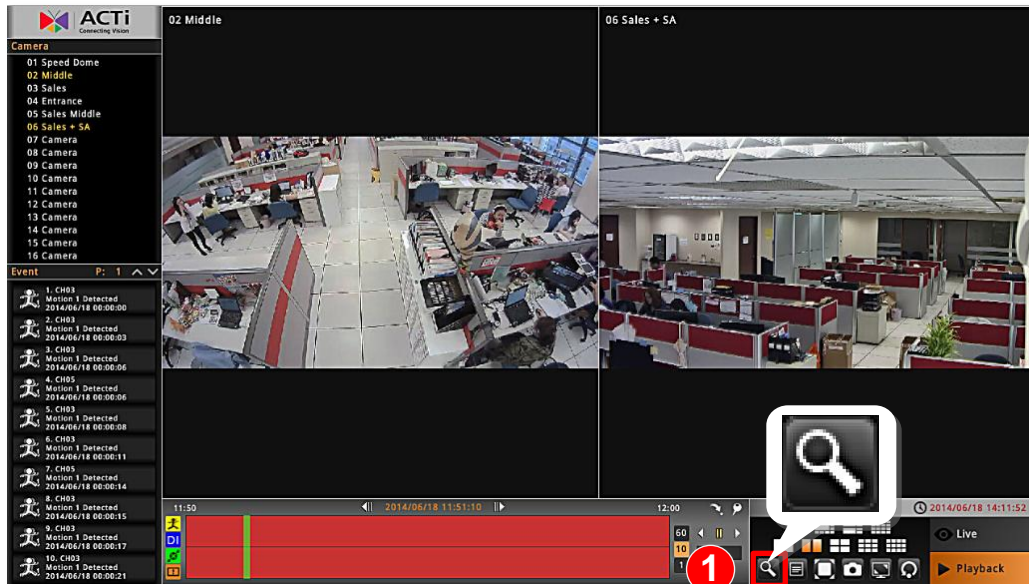 ACTi
Connecting Vision
Camera
01 Speed Dome
02 Middle
03 Sales
04 Entrance
05 Sales Middle
06 Sales + SA
07 Camera
08 Camera
09 Camera
10 Camera
11 Camera
12 Camera
13 Camera
14 Camera
15 Camera
16 Camera
Event P: 1
1. CH03
Motion 1 Detected
2014/06/18 00:00:00
2. CH03
Motion 1 Detected
2014/06/18 00:00:03
3. CH03
Motion 1 Detected
2014/06/18 00:00:06
4. CH05
Motion 1 Detected
2014/06/18 00:00:06
5. CH03
Motion 1 Detected
2014/06/18 00:00:08
6. CH03
Motion 1 Detected
2014/06/18 00:00:11
7. CH05
Motion 1 Detected
2014/06/18 00:00:14
8. CH03
Motion 1 Detected
2014/06/18 00:00:15
9. CH03
Motion 1 Detected
2014/06/18 00:00:17
10. CH03
Motion 1 Detected
2014/06/18 00:00:21
02 Middle
06 Sales + SA
11:50 2014/06/18 11:51:10 12:00
DI
60
10
1
1
2014/06/18 14:11:52
Live
Playback